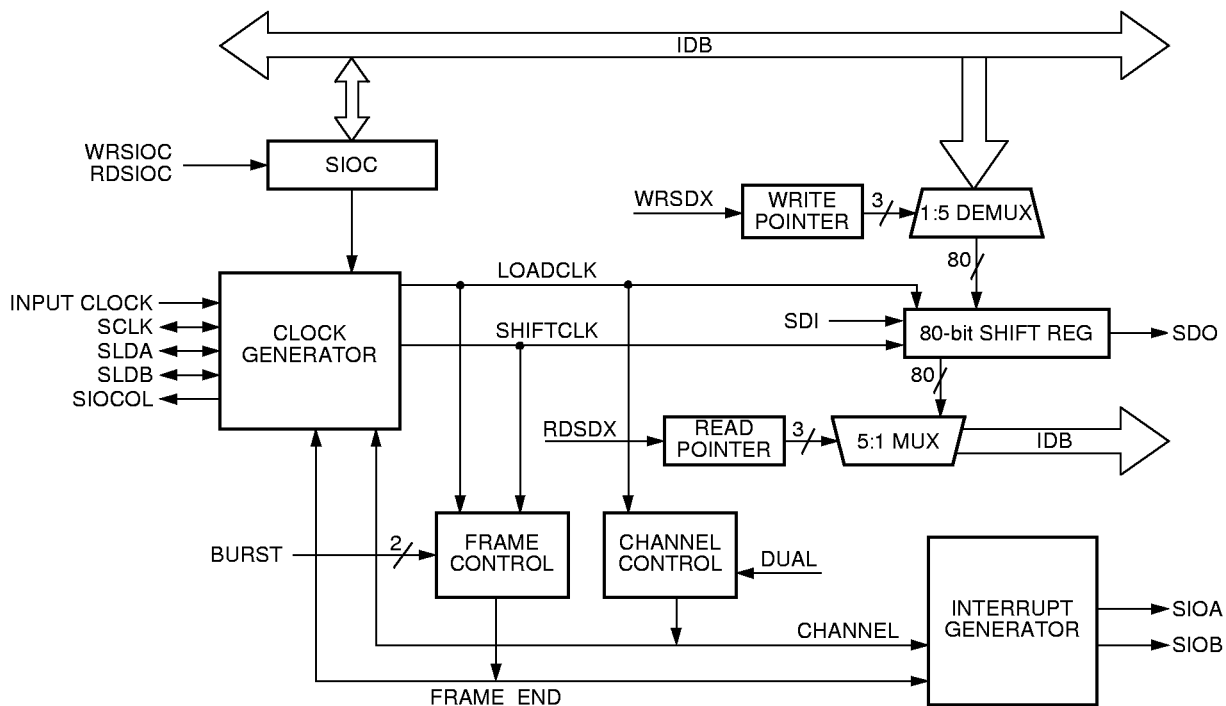 IDB
WRSIOC
RDSIOC
SIOC
WRSDX
WRITE
POINTER
3
1:5 DEMUX
80
LOADCLK
INPUT CLOCK
SCLK
SLDA
SLDB
SIOCOL
CLOCK
GENERATOR
SHIFTCLK
SDI
80-bit SHIFT REG
SDO
80
RDSDX
READ
POINTER
3
5:1 MUX
IDB
BURST
2
FRAME
CONTROL
CHANNEL
CONTROL
DUAL
INTERRUPT
GENERATOR
SIOA
SIOB
CHANNEL
FRAME END